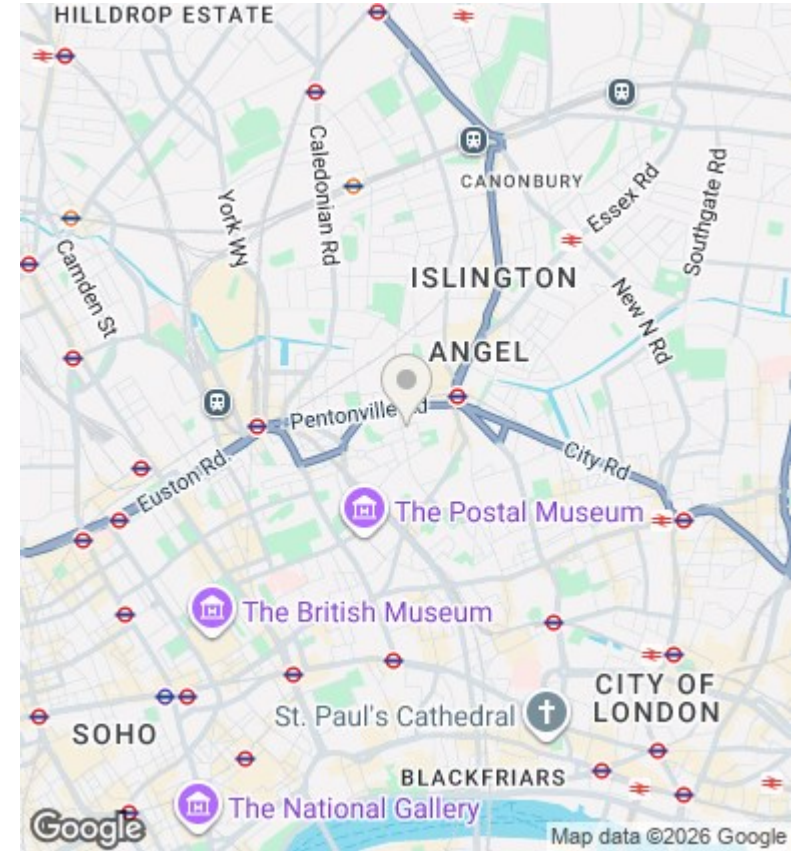 HILLDROP ESTATE
Caledonian Rd
York Wy
CANONBURY
Essex Rd
Southgate Rd
Camden St
ISLINGTON
New N Rd
ANGEL
Pentonville Rd
Euston Rd
City Rd
The Postal Museum
The British Museum
CITY OF
LONDON
St. Paul's Cathedral
SOHO
BLACKFRIARS
The National Gallery
Google
Map data ©2026 Google